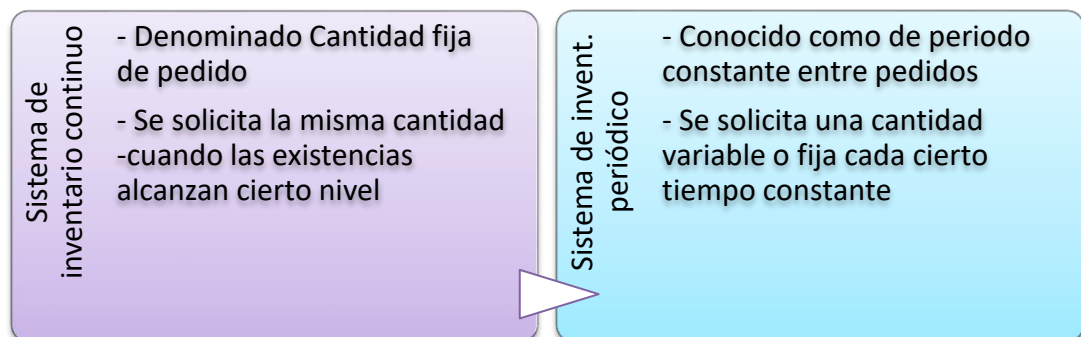 Sistema de
inventario continuo
- Denominado Cantidad fija
de pedido
- Se solicita la misma cantidad
-cuando las existencias
alcanzan cierto nivel
Sistema de invent.
periódico
- Conocido como de periodo
constante entre pedidos
- Se solicita una cantidad
variable o fija cada cierto
tiempo constante